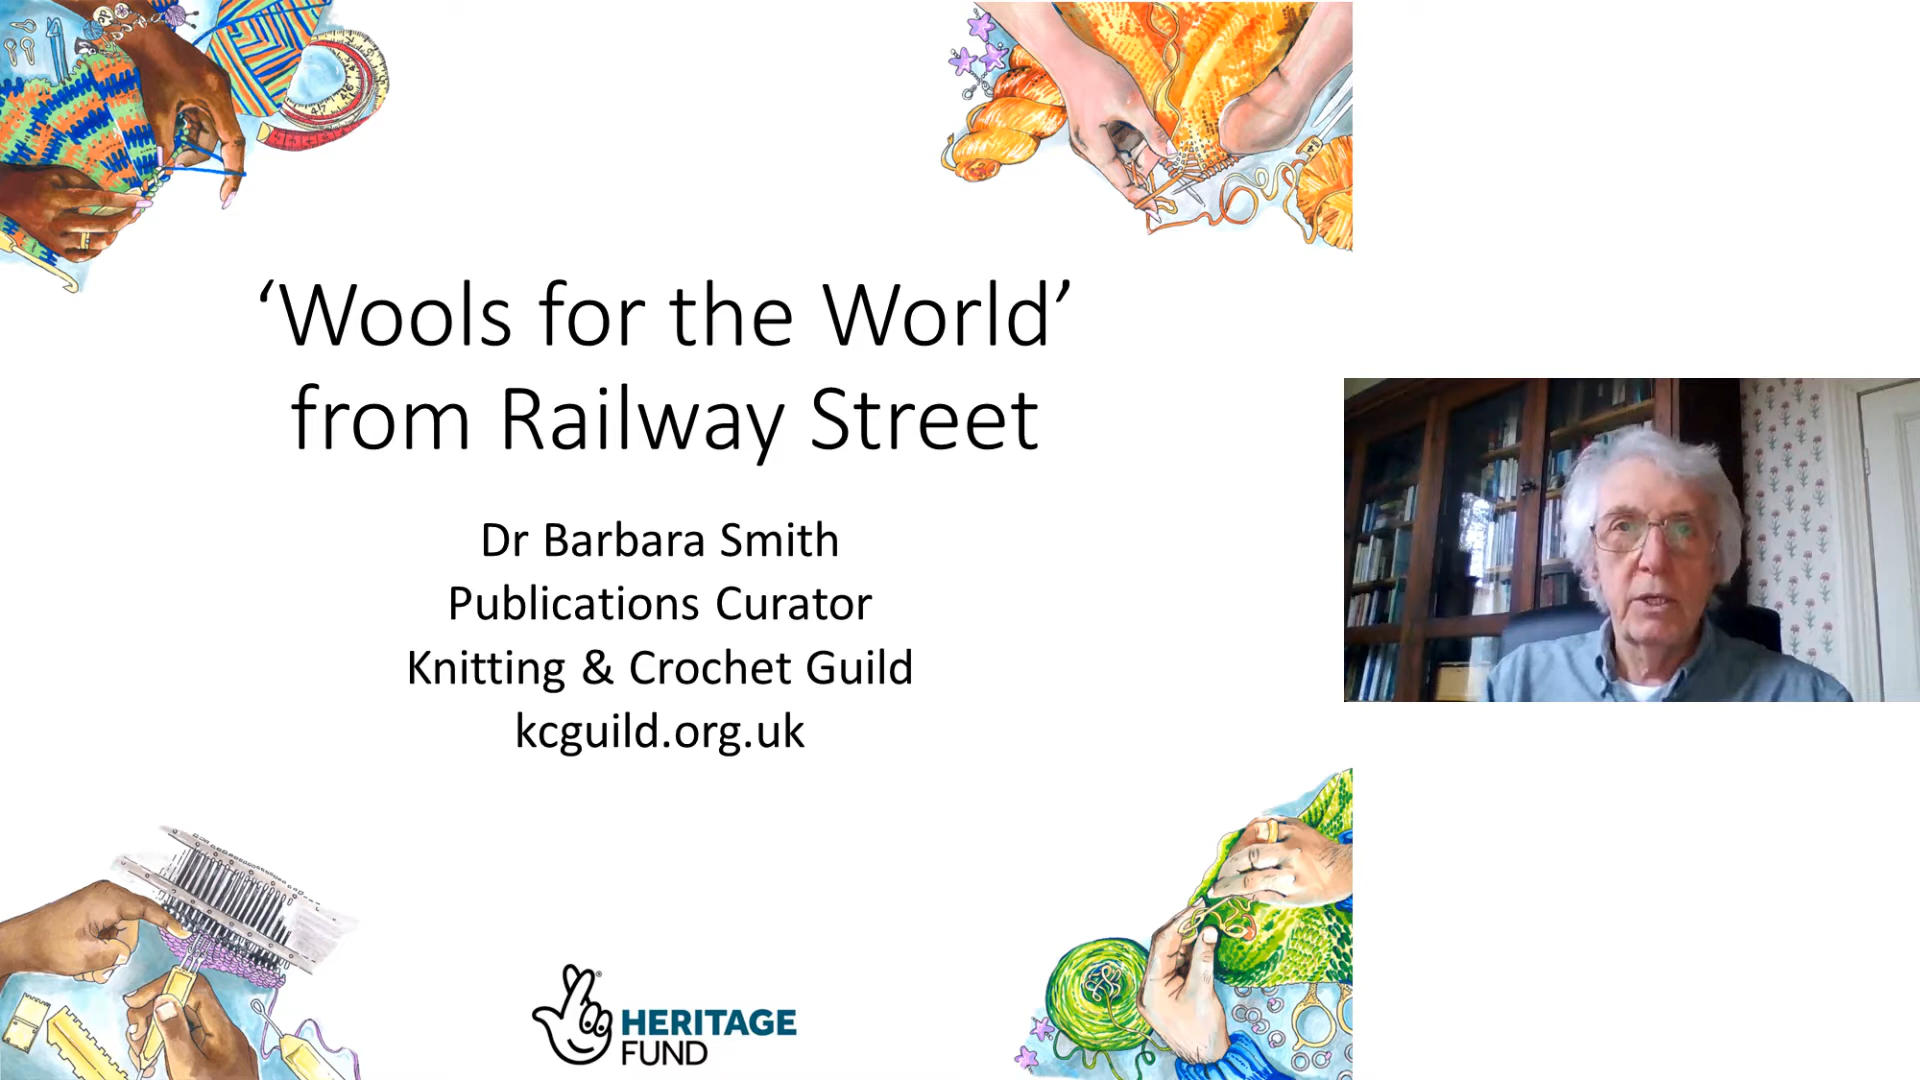 ‘Wools for the World’
from Railway Street
Dr Barbara Smith
Publications Curator
Knitting & Crochet Guild
kcguild.org.uk
HERITAGE
FUND